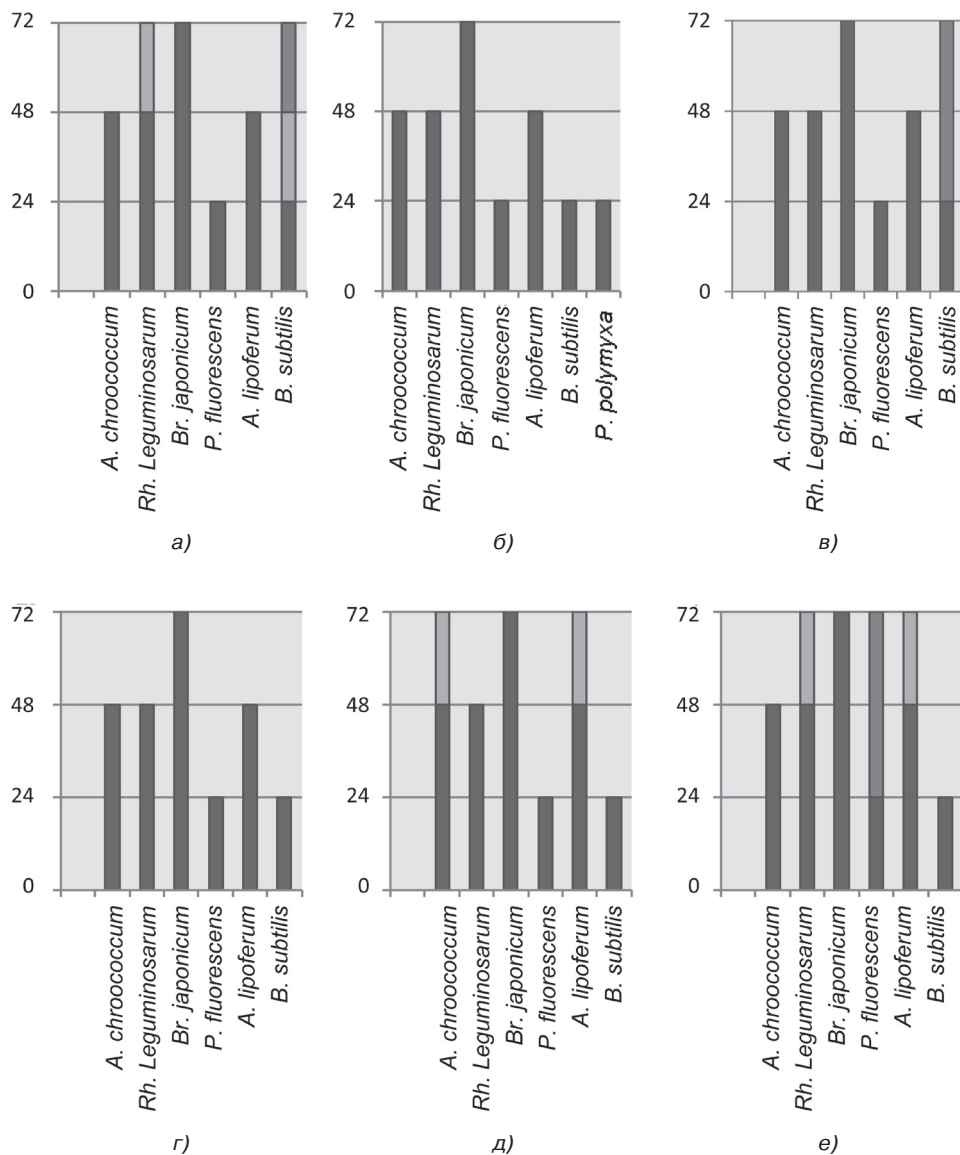 72
48
24
0
A. chroococcum
Rh. Leguminosarum
Br. japonicum
P. fluorescens
A. lipoferum
B. subtilis
а)
72
48
24
0
A. chroococcum
Rh. Leguminosarum
Br. japonicum
P. fluorescens
A. lipoferum
B. subtilis
P. polymyxa
б)
72
48
24
0
A. chroococcum
Rh. Leguminosarum
Br. japonicum
P. fluorescens
A. lipoferum
B. subtilis
в)
72
48
24
0
A. chroococcum
Rh. Leguminosarum
Br. japonicum
P. fluorescens
A. lipoferum
B. subtilis
г)
72
48
24
0
A. chroococcum
Rh. Leguminosarum
Br. japonicum
P. fluorescens
A. lipoferum
B. subtilis
д)
72
48
24
0
A. chroococcum
Rh. Leguminosarum
Br. japonicum
P. fluorescens
A. lipoferum
B. subtilis
е)